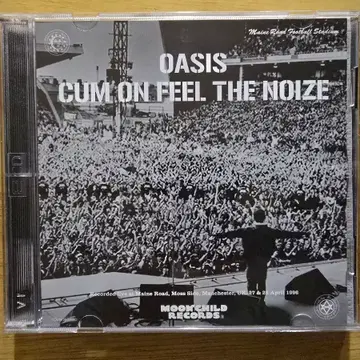 Maine Road Football Stadium
OASIS
CUM ON FEEL THE NOIZE
Recorded Live at Maine Road, Moss Side, Manchester, UK 27 & 28 April 1996
MOONCHILD
RECORDS